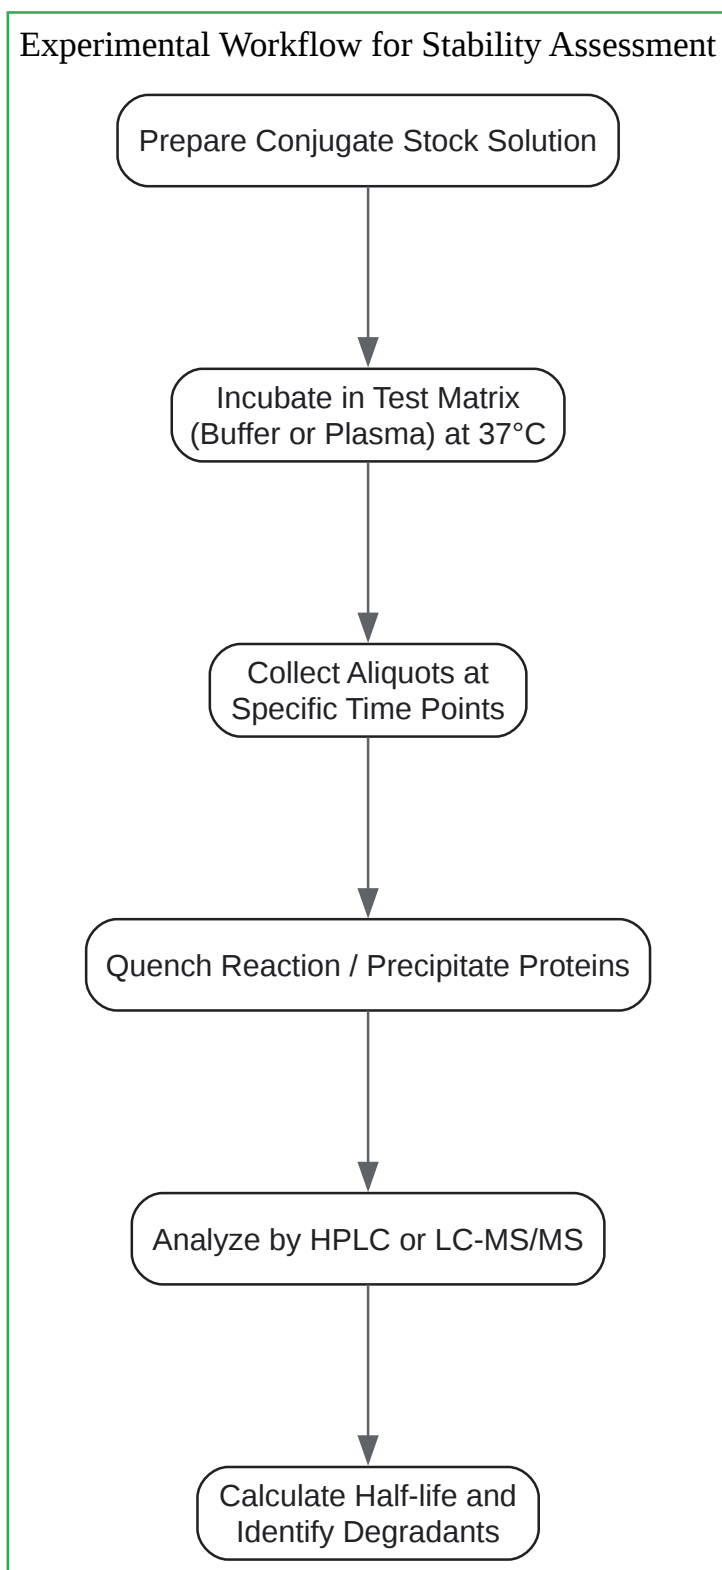 Experimental Workflow for Stability Assessment
Prepare Conjugate Stock Solution
Incubate in Test Matrix
(Buffer or Plasma) at 37°C
Collect Aliquots at
Specific Time Points
Quench Reaction / Precipitate Proteins
Analyze by HPLC or LC-MS/MS
Calculate Half-life and
Identify Degradants